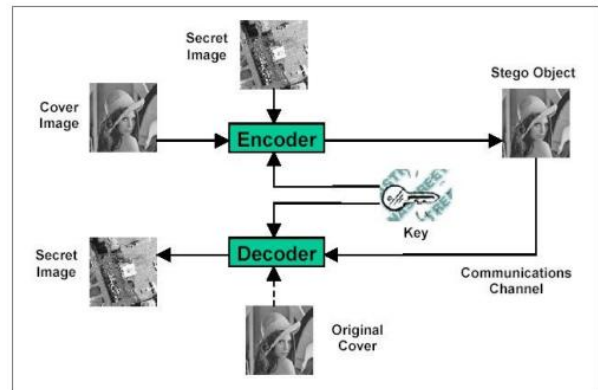 Secret
Image
Stego Object
Cover
Image
Encoder
Key
Secret
Image
Decoder
Communications
Channel
Original
Cover